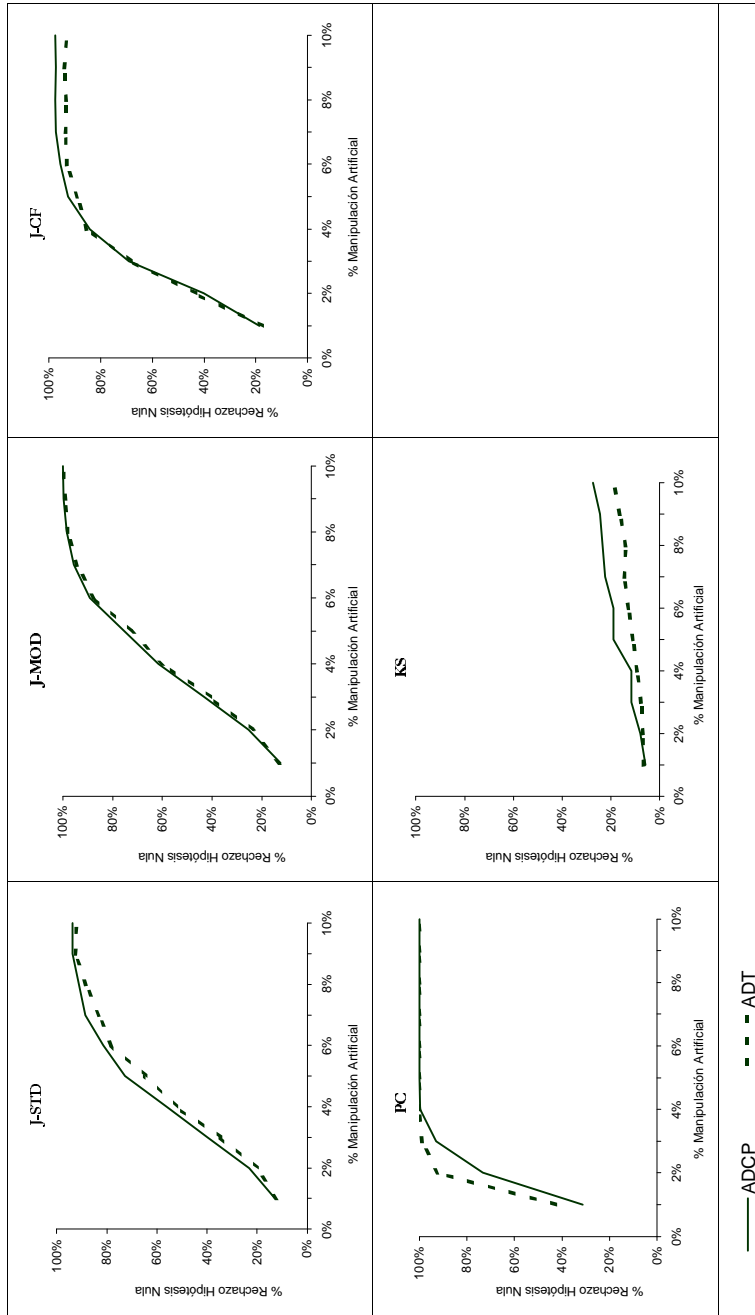 J-STD
% Rechazo Hipótesis Nula
100%
80%
60%
40%
20%
0%
0% 2% 4% 6% 8% 10%
% Manipulación Artificial
J-MOD
% Rechazo Hipótesis Nula
100%
80%
60%
40%
20%
0%
0% 2% 4% 6% 8% 10%
% Manipulación Artificial
J-CF
% Rechazo Hipótesis Nula
100%
80%
60%
40%
20%
0%
0% 2% 4% 6% 8% 10%
% Manipulación Artificial
PC
% Rechazo Hipótesis Nula
100%
80%
60%
40%
20%
0%
0% 2% 4% 6% 8% 10%
% Manipulación Artificial
KS
% Rechazo Hipótesis Nula
100%
80%
60%
40%
20%
0%
0% 2% 4% 6% 8% 10%
% Manipulación Artificial
ADCP ADT